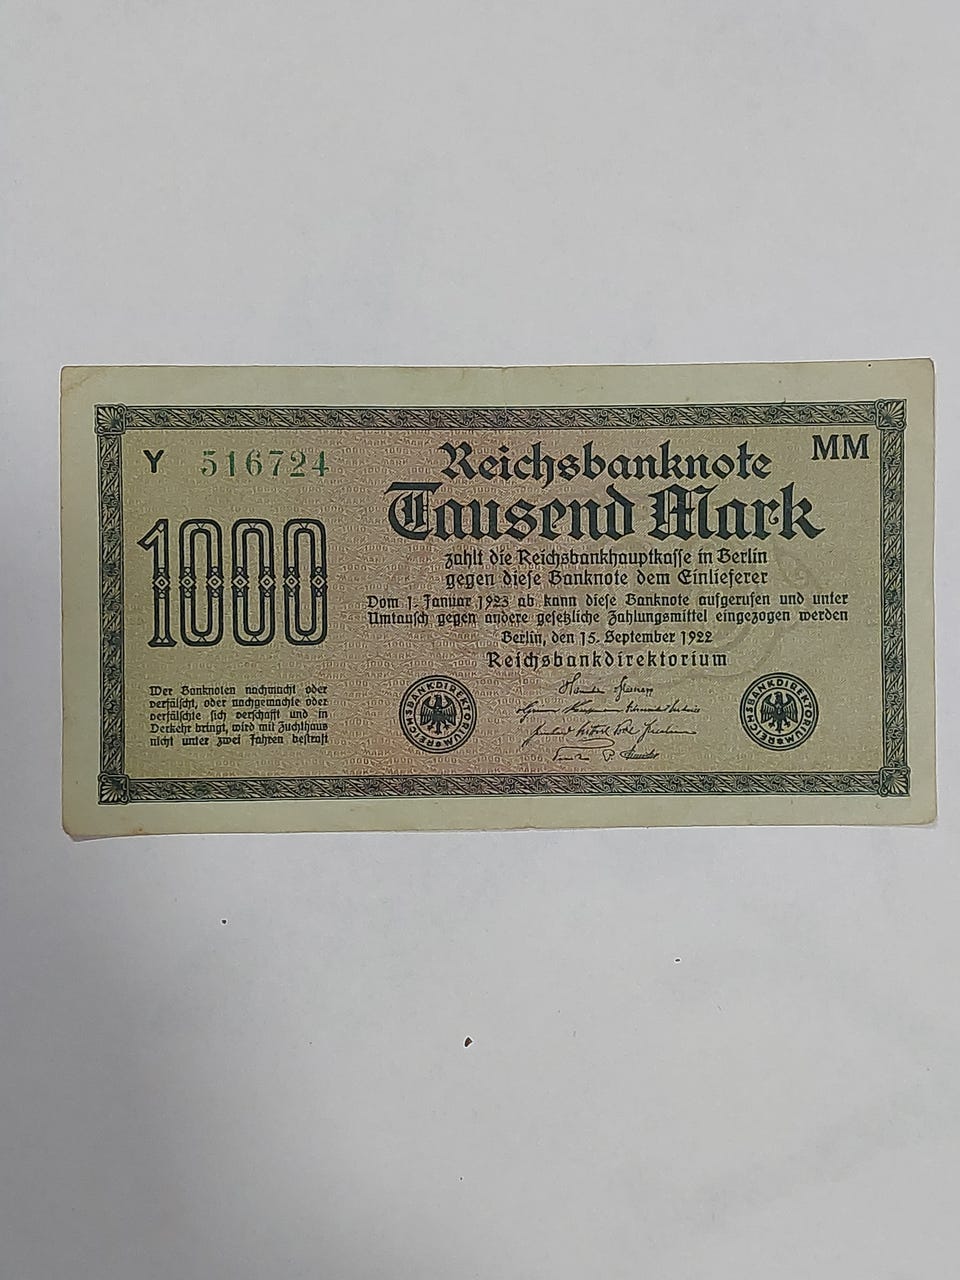 Y 516724
MM
Reichsbanknote
Tausend Mark
1000
zahlt die Reichsbankhauptkasse in Berlin
gegen diese Banknote dem Einlieferer
Vom 1. Januar 1923 ab kann diese Banknote aufgerufen und unter
Umtausch gegen andere gesetzliche Zahlungsmittel eingezogen werden
Berlin, den 15. September 1922
Reichsbankdirektorium
Wer Banknoten nachmacht oder
verfälscht, oder nachgemachte oder
verfälschte sich verschafft und in
Verkehr bringt, wird mit Zuchthaus
nicht unter zwei Jahren bestraft
REICHSBANKDIREKTORIUM
REICHSBANKDIREKTORIUM